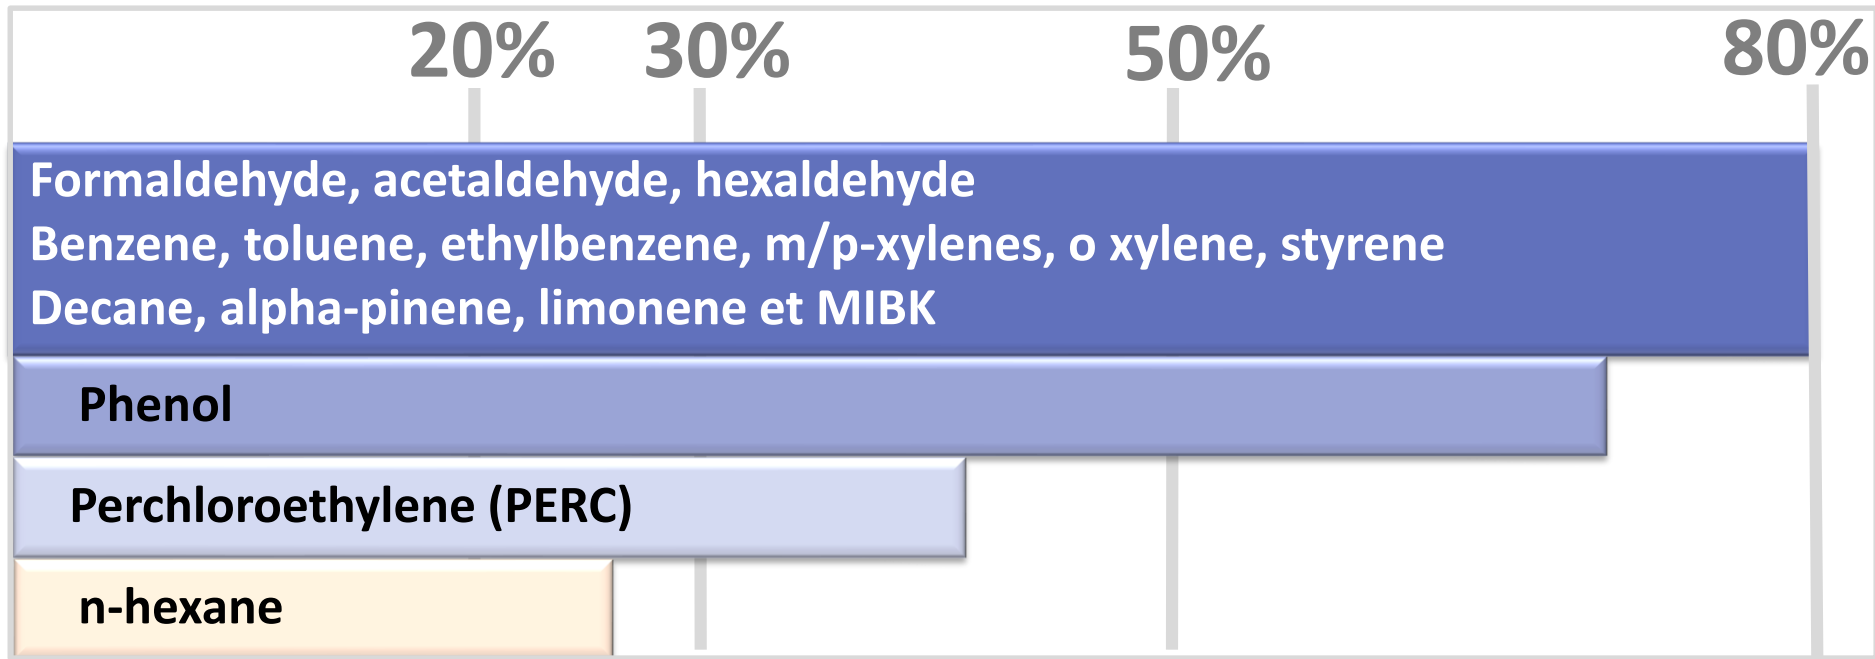 20% 30% 50% 80%
Formaldehyde, acetaldehyde, hexaldehyde
Benzene, toluene, ethylbenzene, m/p-xylenes, o xylene, styrene
Decane, alpha-pinene, limonene et MIBK
Phenol
Perchloroethylene (PERC)
n-hexane